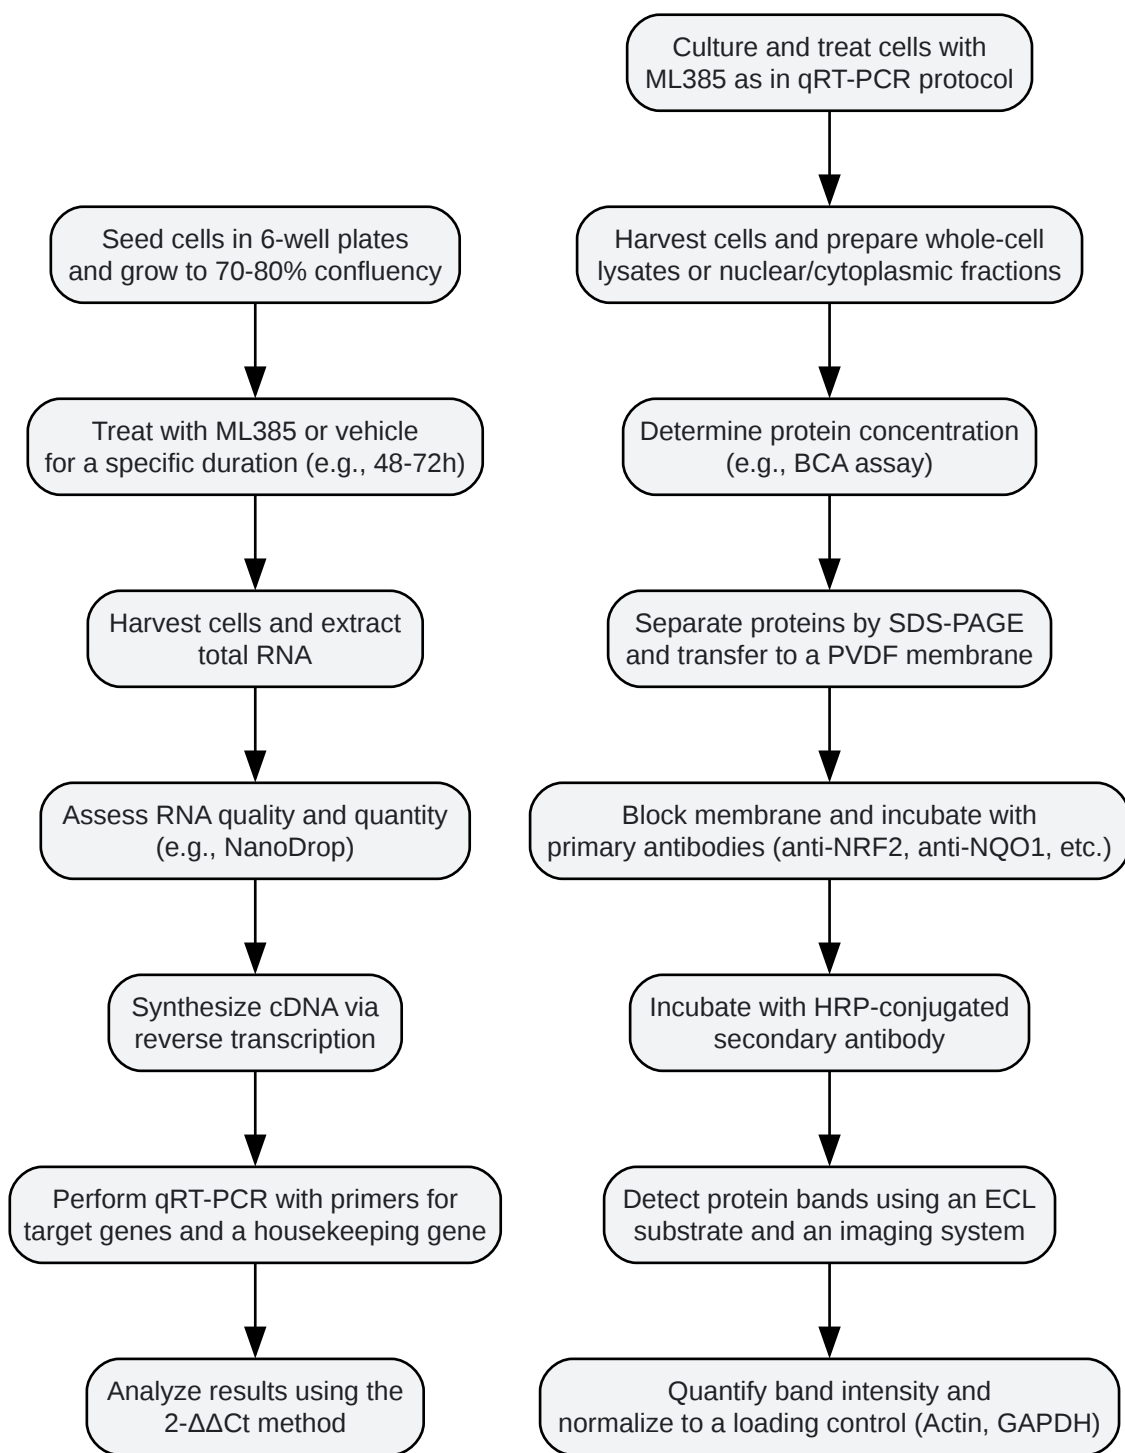 Seed cells in 6-well plates
and grow to 70-80% confluency
Treat with ML385 or vehicle
for a specific duration (e.g., 48-72h)
Harvest cells and extract
total RNA
Assess RNA quality and quantity
(e.g., NanoDrop)
Synthesize cDNA via
reverse transcription
Perform qRT-PCR with primers for
target genes and a housekeeping gene
Analyze results using the
2-ΔΔCt method
Culture and treat cells with
ML385 as in qRT-PCR protocol
Harvest cells and prepare whole-cell
lysates or nuclear/cytoplasmic fractions
Determine protein concentration
(e.g., BCA assay)
Separate proteins by SDS-PAGE
and transfer to a PVDF membrane
Block membrane and incubate with
primary antibodies (anti-NRF2, anti-NQO1, etc.)
Incubate with HRP-conjugated
secondary antibody
Detect protein bands using an ECL
substrate and an imaging system
Quantify band intensity and
normalize to a loading control (Actin, GAPDH)